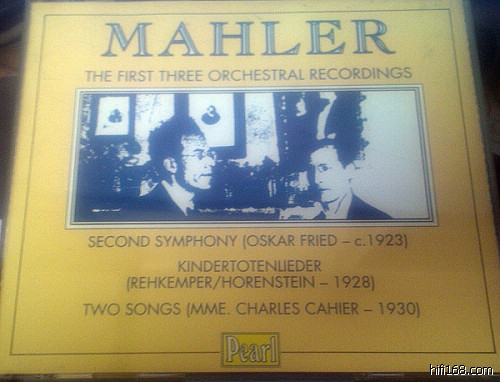 MAHLER
THE FIRST THREE ORCHESTRAL RECORDINGS
SECOND SYMPHONY (OSKAR FRIED – c.1923)
KINDERTOTENLIEDER
(REHKEMPER/HORENSTEIN – 1928)
TWO SONGS (MME. CHARLES CAHIER – 1930)
Pearl
hifi168.com